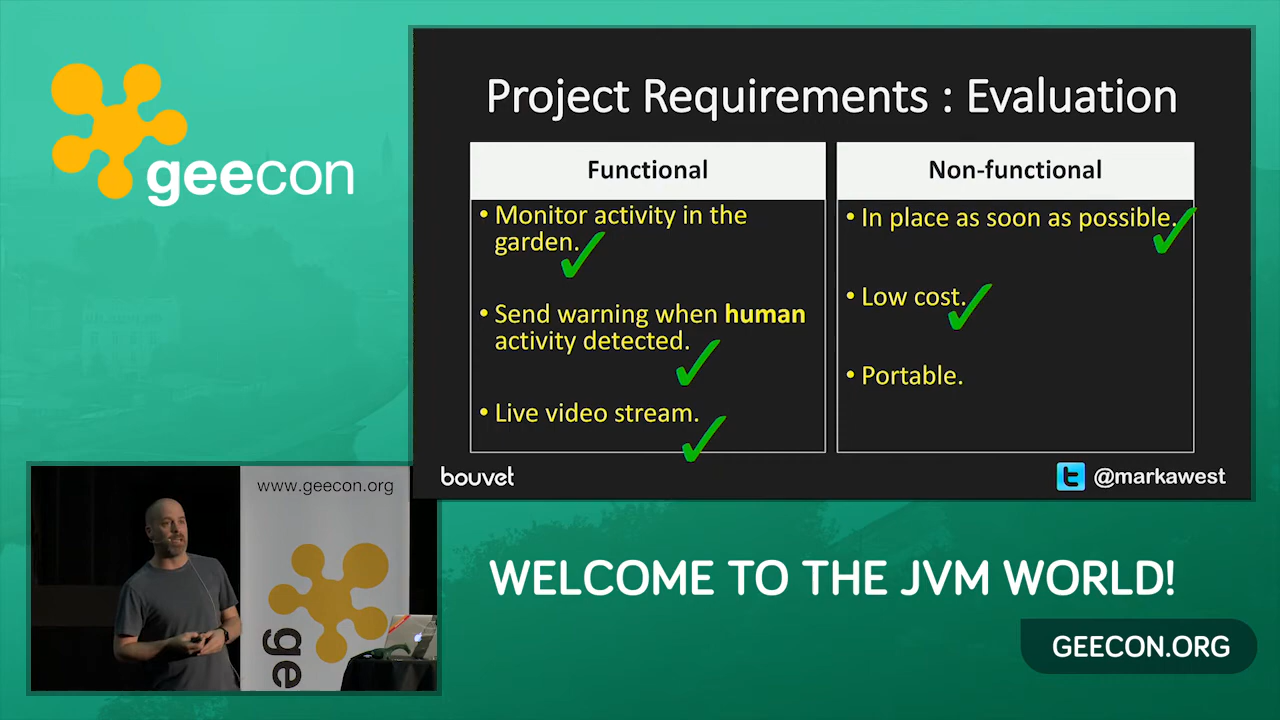 geecon
Project Requirements : Evaluation
Functional
• Monitor activity in the
garden.
• Send warning when human
activity detected.
• Live video stream.
Non-functional
• In place as soon as possible.
• Low cost.
• Portable.
bouvet
@markawest
www.geecon.org
gee
WELCOME TO THE JVM WORLD!
GEECON.ORG